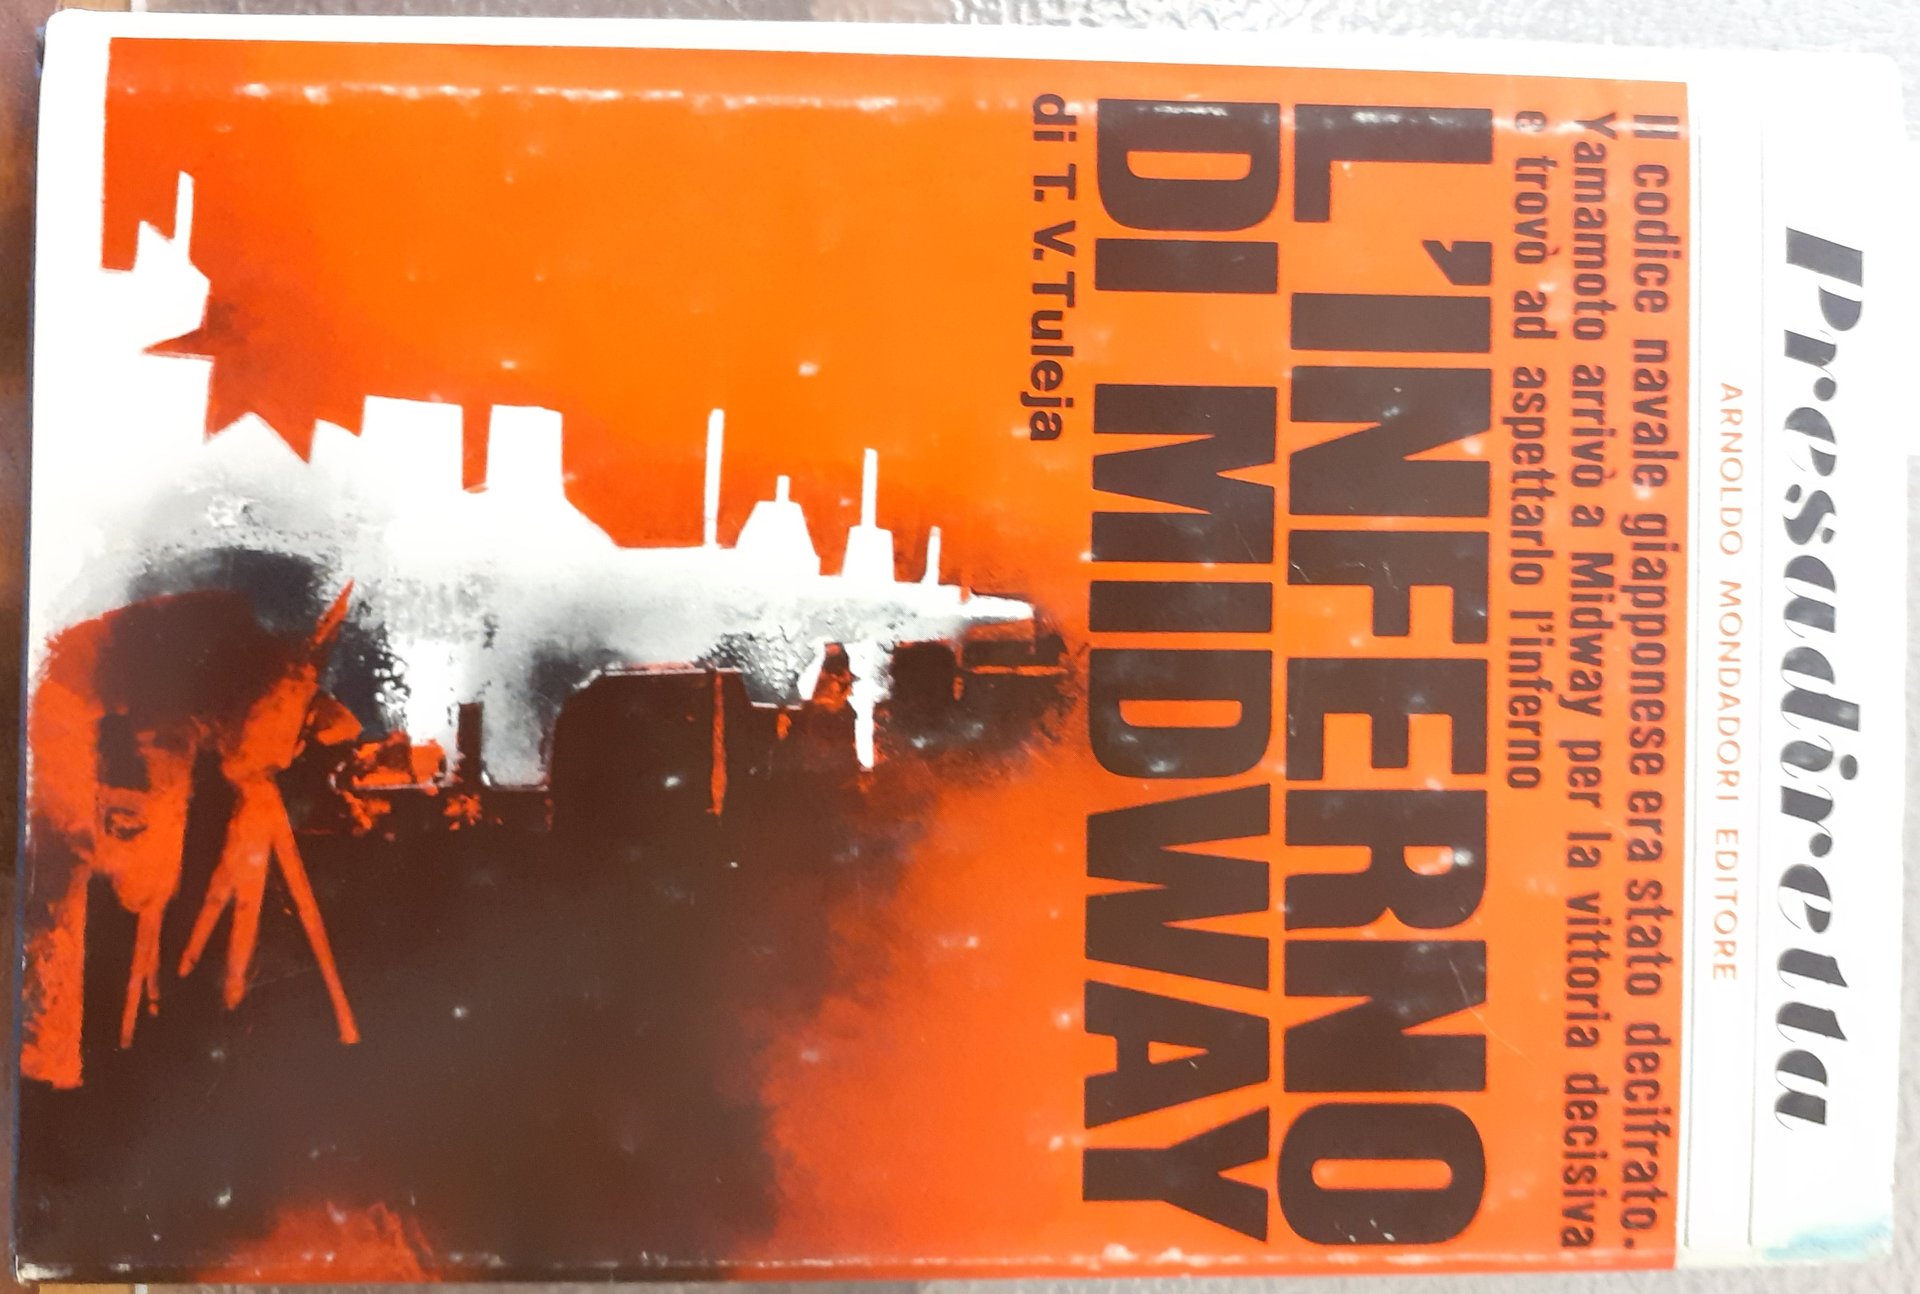 Presadiretta
ARNOLDO MONDADORI EDITORE
Il codice navale giapponese era stato decifrato.
Yamamoto arrivò a Midway per la vittoria decisiva
e trovò ad aspettarlo l'inferno
L'INFERNO
DI MIDWAY
di T. V. Tuleja